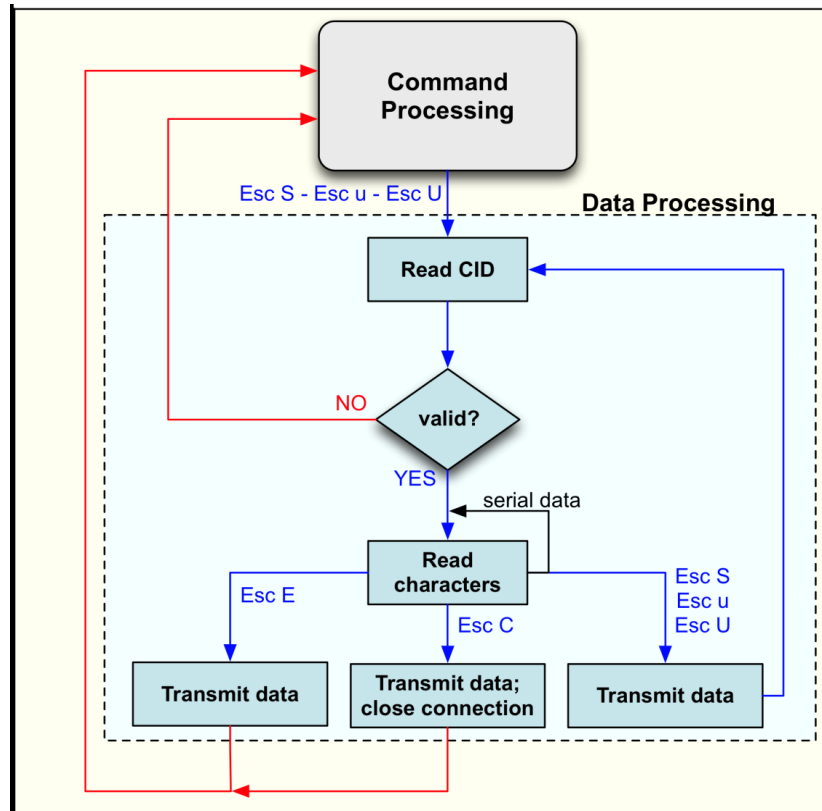 Command
Processing
Esc S - Esc u - Esc U
Data Processing
Read CID
valid?
NO
YES
serial data
Read
characters
Esc E
Esc C
Esc S
Esc u
Esc U
Transmit data
Transmit data;
close connection
Transmit data